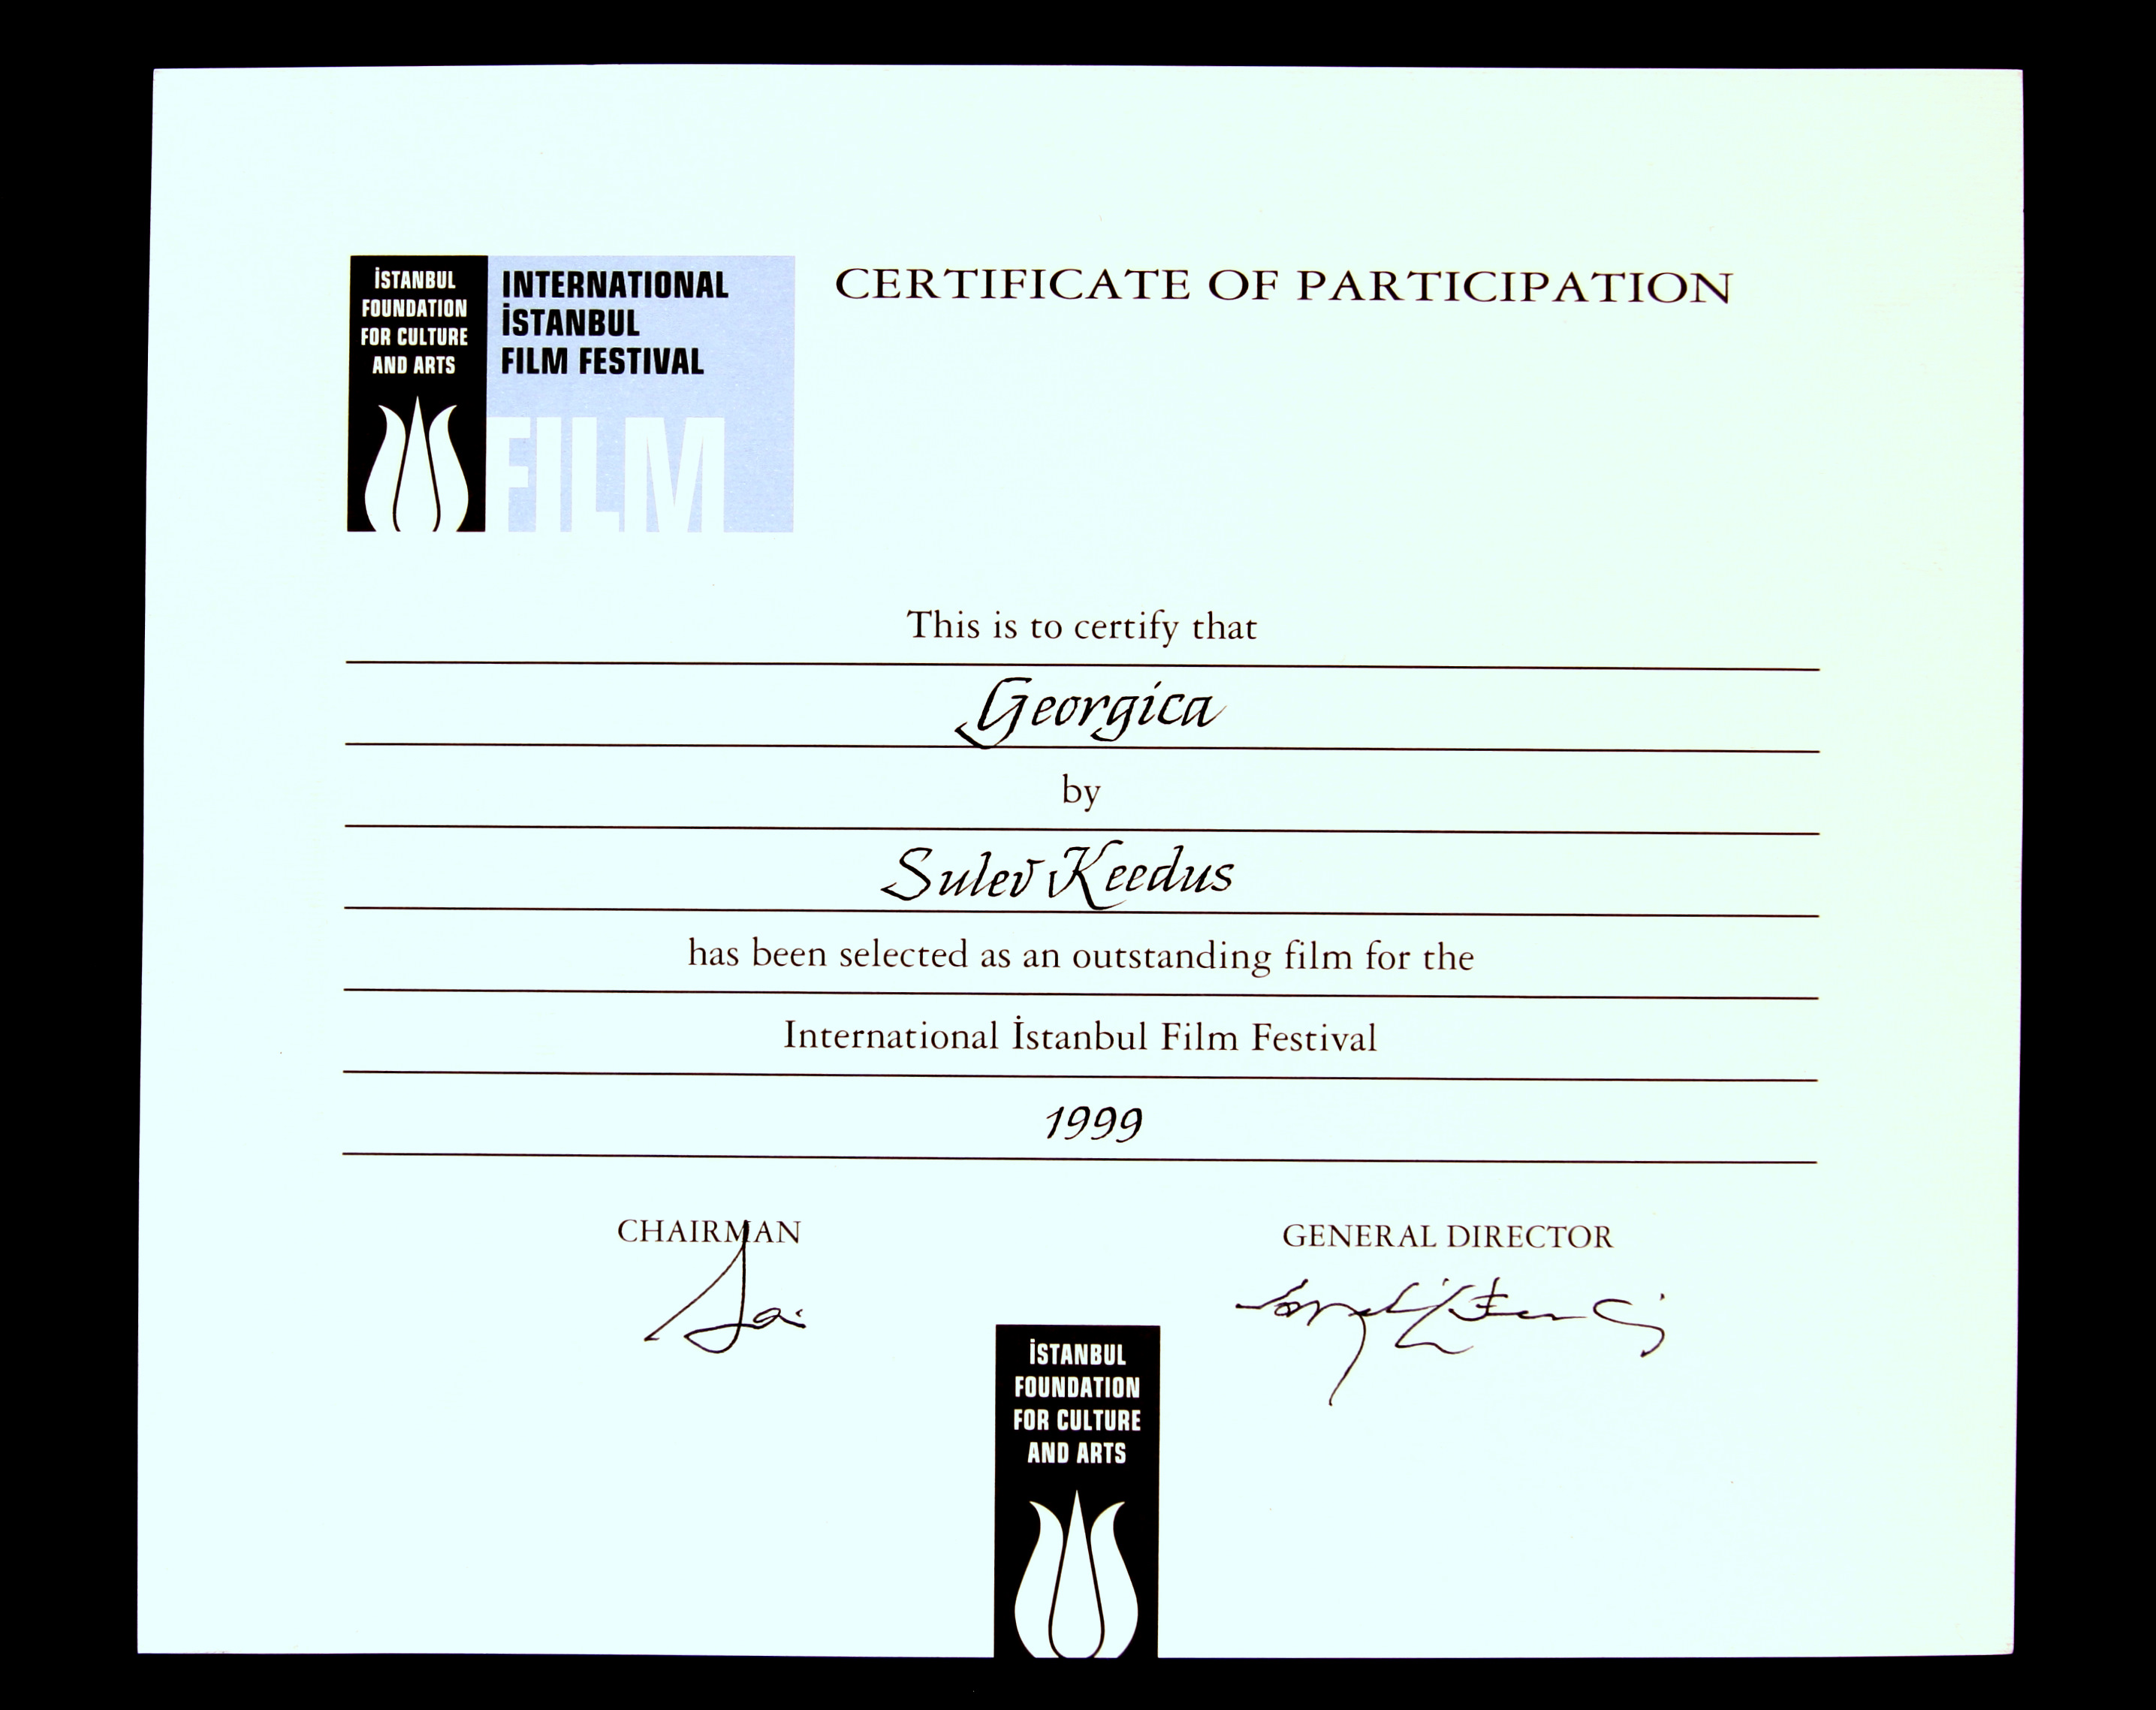 İSTANBUL
FOUNDATION
FOR CULTURE
AND ARTS
INTERNATIONAL
İSTANBUL
FILM FESTIVAL
FILM
CERTIFICATE OF PARTICIPATION
This is to certify that
Georgica
by
Sulev Keedus
has been selected as an outstanding film for the
International İstanbul Film Festival
1999
CHAIRMAN
GENERAL DIRECTOR
İSTANBUL
FOUNDATION
FOR CULTURE
AND ARTS